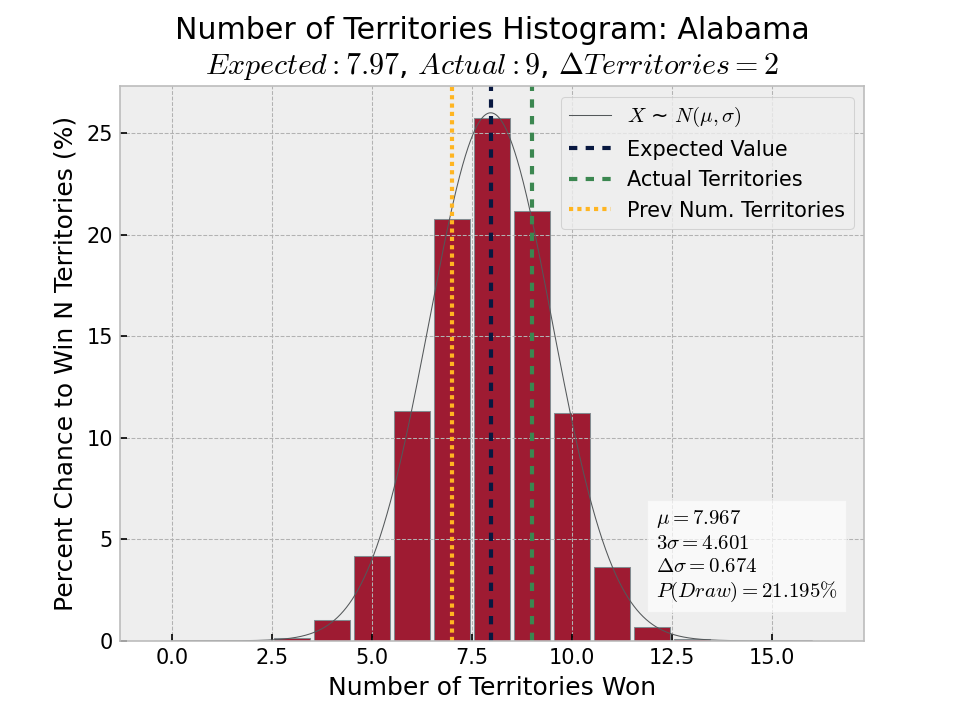 Number of Territories Histogram: Alabama
Expected : 7.97, Actual : 9, ΔTerritories = 2
Percent Chance to Win N Territories (%)
25
20
15
10
5
0
X ~ N(μ, σ)
Expected Value
Actual Territories
Prev Num. Territories
μ = 7.967
3σ = 4.601
Δσ = 0.674
P(Draw) = 21.195%
0.0 2.5 5.0 7.5 10.0 12.5 15.0
Number of Territories Won